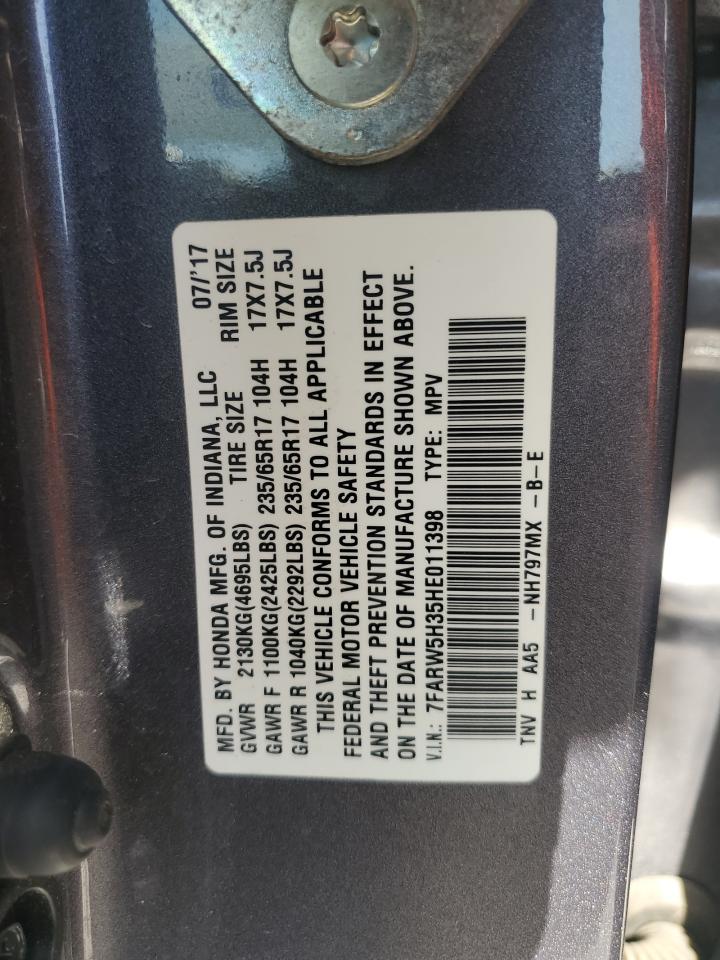 MFD. BY HONDA MFG. OF INDIANA, LLC 07/'17
GVWR 2130KG(4695LBS) TIRE SIZE RIM SIZE
GAWR F 1100KG(2425LBS) 235/65R17 104H 17X7.5J
GAWR R 1040KG(2292LBS) 235/65R17 104H 17X7.5J
THIS VEHICLE CONFORMS TO ALL APPLICABLE
FEDERAL MOTOR VEHICLE SAFETY
AND THEFT PREVENTION STANDARDS IN EFFECT
ON THE DATE OF MANUFACTURE SHOWN ABOVE.
V.I.N.: 7FARW5H35HE011398 TYPE: MPV
TNV H AA5 -NH797MX -B-E